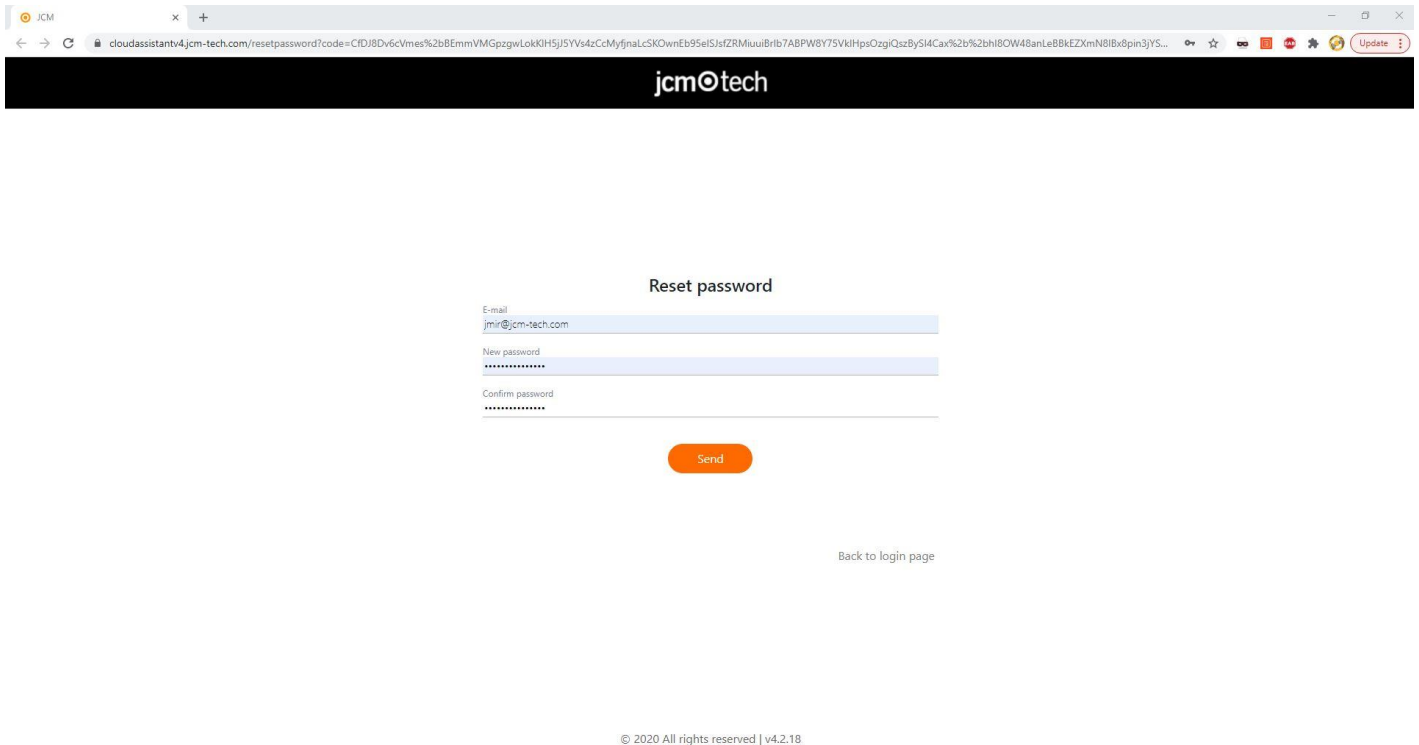 JCM
cloudassistantv4.jcm-tech.com/resetpassword?code=CfDJ8Dv6cVmes%2bBEmmVMGpzgwLokKlH5jJ5YVs4zCcMyfjnaLcSKOwnEb95elSJsfZRMiuuiBrIb7ABPW8Y75VklHpsOzgiQszBySI4Cax%2b%2bhI8OW48anLeBBkEZXmN8IBx8pin3jYS...
Update
jcm tech
Reset password
E-mail
jmir@jcm-tech.com
New password
•••••••••••••••
Confirm password
•••••••••••••••
Send
Back to login page
© 2020 All rights reserved | v4.2.18